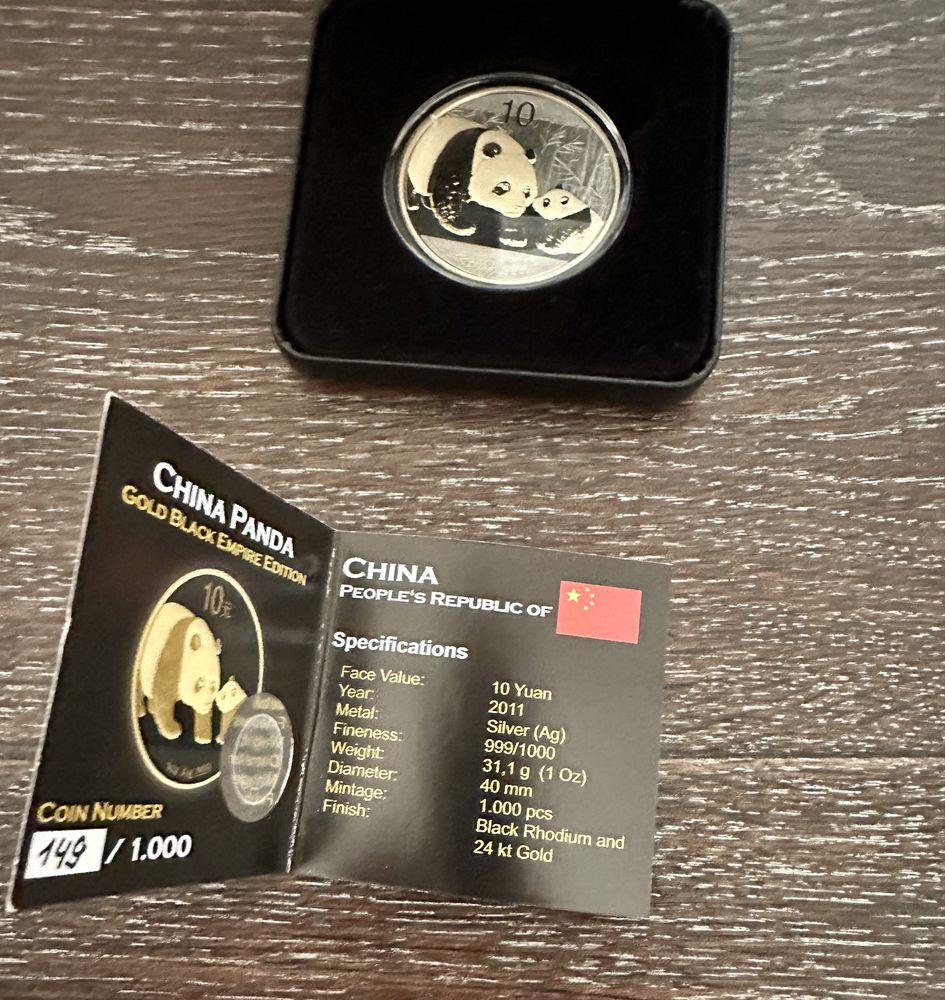 10
CHINA PANDA
GOLD BLACK EMPIRE EDITION
10元
COIN NUMBER
149 / 1.000
CHINA
PEOPLE'S REPUBLIC OF
Specifications
Face Value: 10 Yuan
Year: 2011
Metal: Silver (Ag)
Fineness: 999/1000
Weight: 31,1 g (1 Oz)
Diameter: 40 mm
Mintage: 1.000 pcs
Finish: Black Rhodium and
24 kt Gold